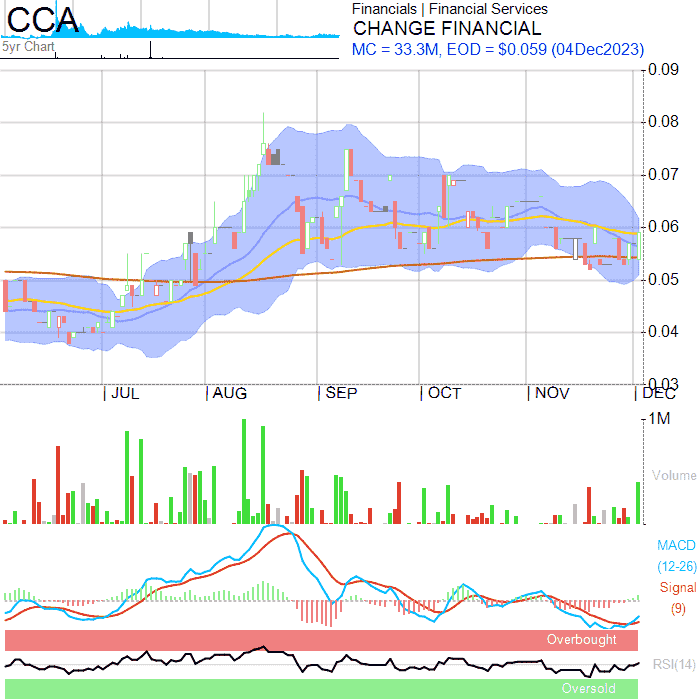 CCA
5yr Chart
Financials | Financial Services
CHANGE FINANCIAL
MC = 33.3M, EOD = $0.059 (04Dec2023)
0.09
0.08
0.07
0.06
0.05
0.04
0.03
| JUL | AUG | SEP | OCT | NOV | DEC
1M
Volume
MACD
(12-26)
Signal
(9)
Overbought
RSI(14)
Oversold